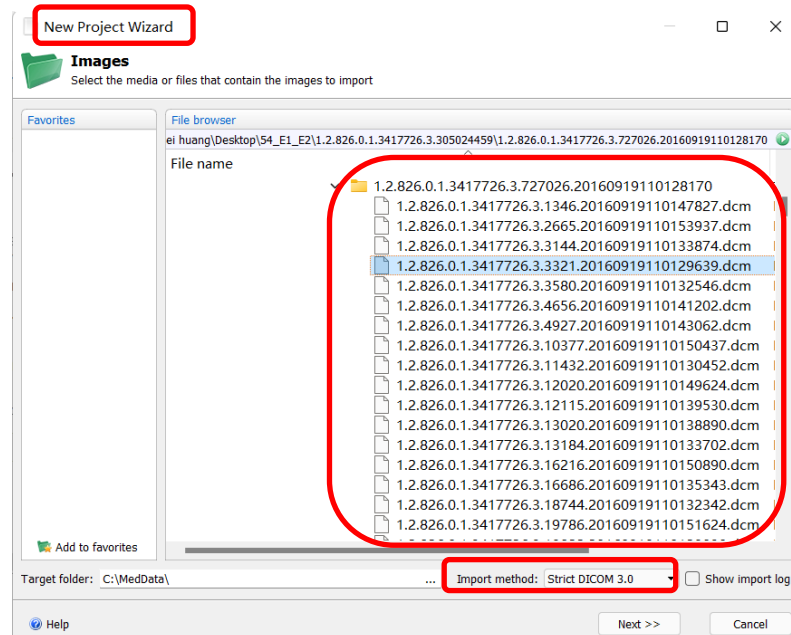 New Project Wizard
Images
Select the media or files that contain the images to import
Favorites
File browser
ei huang\Desktop\54_E1_E2\1.2.826.0.1.3417726.3.305024459\1.2.826.0.1.3417726.3.727026.20160919110128170
File name
1.2.826.0.1.3417726.3.727026.20160919110128170
1.2.826.0.1.3417726.3.1346.20160919110147827.dcm
1.2.826.0.1.3417726.3.2665.20160919110153937.dcm
1.2.826.0.1.3417726.3.3144.20160919110133874.dcm
1.2.826.0.1.3417726.3.3321.20160919110129639.dcm
1.2.826.0.1.3417726.3.3580.20160919110132546.dcm
1.2.826.0.1.3417726.3.4656.20160919110141202.dcm
1.2.826.0.1.3417726.3.4927.20160919110143062.dcm
1.2.826.0.1.3417726.3.10377.20160919110150437.dcm
1.2.826.0.1.3417726.3.11432.20160919110130452.dcm
1.2.826.0.1.3417726.3.12020.20160919110149624.dcm
1.2.826.0.1.3417726.3.12115.20160919110139530.dcm
1.2.826.0.1.3417726.3.13020.20160919110138890.dcm
1.2.826.0.1.3417726.3.13184.20160919110133702.dcm
1.2.826.0.1.3417726.3.16216.20160919110150890.dcm
1.2.826.0.1.3417726.3.16686.20160919110135343.dcm
1.2.826.0.1.3417726.3.18744.20160919110132342.dcm
1.2.826.0.1.3417726.3.19786.20160919110151624.dcm
Add to favorites
Target folder: C:\MedData\ ... Import method: Strict DICOM 3.0 Show import log
Help Next >> Cancel